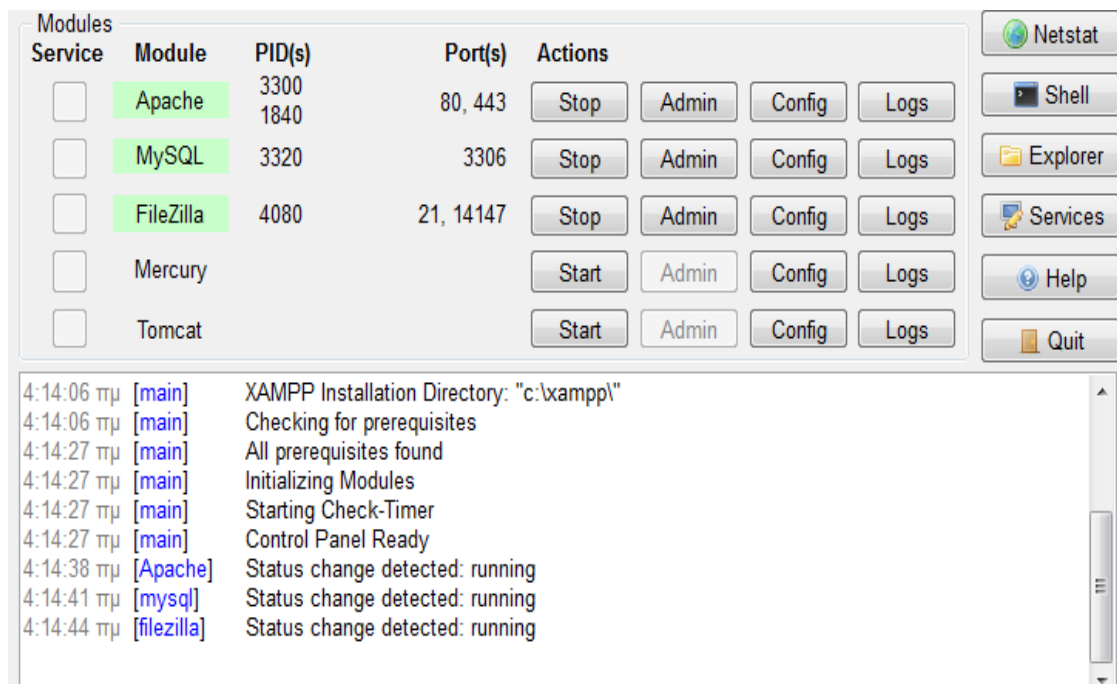 Modules
Service Module PID(s) Port(s) Actions
Apache 3300 1840 80, 443 Stop Admin Config Logs
MySQL 3320 3306 Stop Admin Config Logs
FileZilla 4080 21, 14147 Stop Admin Config Logs
Mercury Start Admin Config Logs
Tomcat Start Admin Config Logs
Netstat
Shell
Explorer
Services
Help
Quit
4:14:06 πμ [main] XAMPP Installation Directory: "c:\xampp\"
4:14:06 πμ [main] Checking for prerequisites
4:14:27 πμ [main] All prerequisites found
4:14:27 πμ [main] Initializing Modules
4:14:27 πμ [main] Starting Check-Timer
4:14:27 πμ [main] Control Panel Ready
4:14:38 πμ [Apache] Status change detected: running
4:14:41 πμ [mysql] Status change detected: running
4:14:44 πμ [filezilla] Status change detected: running